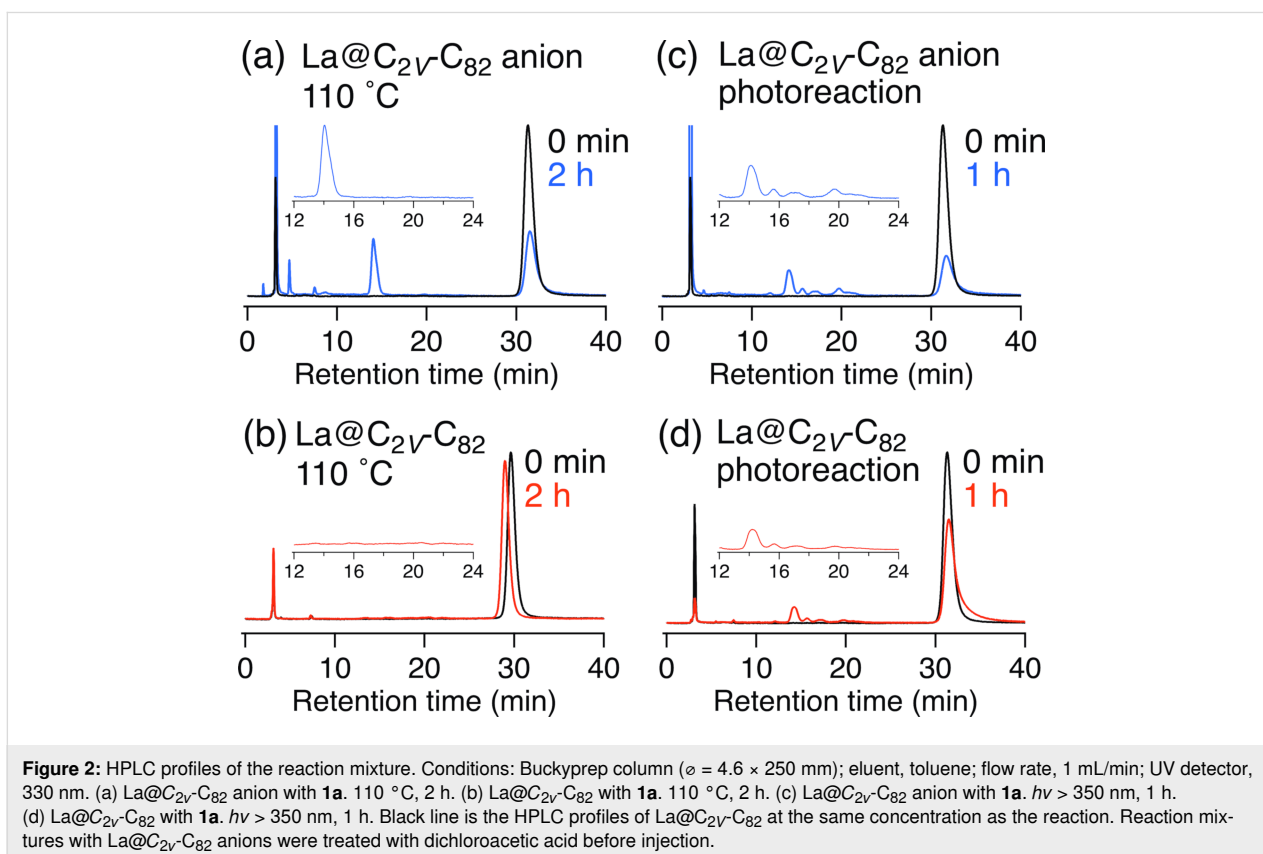 (a) La@C2V-C82 anion
110 °C
0 min
2 h
12 16 20 24
0 10 20 30 40
Retention time (min)
(c) La@C2V-C82 anion
photoreaction
0 min
1 h
12 16 20 24
0 10 20 30 40
Retention time (min)
(b) La@C2V-C82
110 °C
0 min
2 h
12 16 20 24
0 10 20 30 40
Retention time (min)
(d) La@C2V-C82
photoreaction
0 min
1 h
12 16 20 24
0 10 20 30 40
Retention time (min)
Figure 2: HPLC profiles of the reaction mixture. Conditions: Buckyprep column (⌀ = 4.6 × 250 mm); eluent, toluene; flow rate, 1 mL/min; UV detector,
330 nm. (a) La@C2v-C82 anion with 1a. 110 °C, 2 h. (b) La@C2v-C82 with 1a. 110 °C, 2 h. (c) La@C2v-C82 anion with 1a. hv > 350 nm, 1 h.
(d) La@C2v-C82 with 1a. hv > 350 nm, 1 h. Black line is the HPLC profiles of La@C2V-C82 at the same concentration as the reaction. Reaction mix-
tures with La@C2v-C82 anions were treated with dichloroacetic acid before injection.